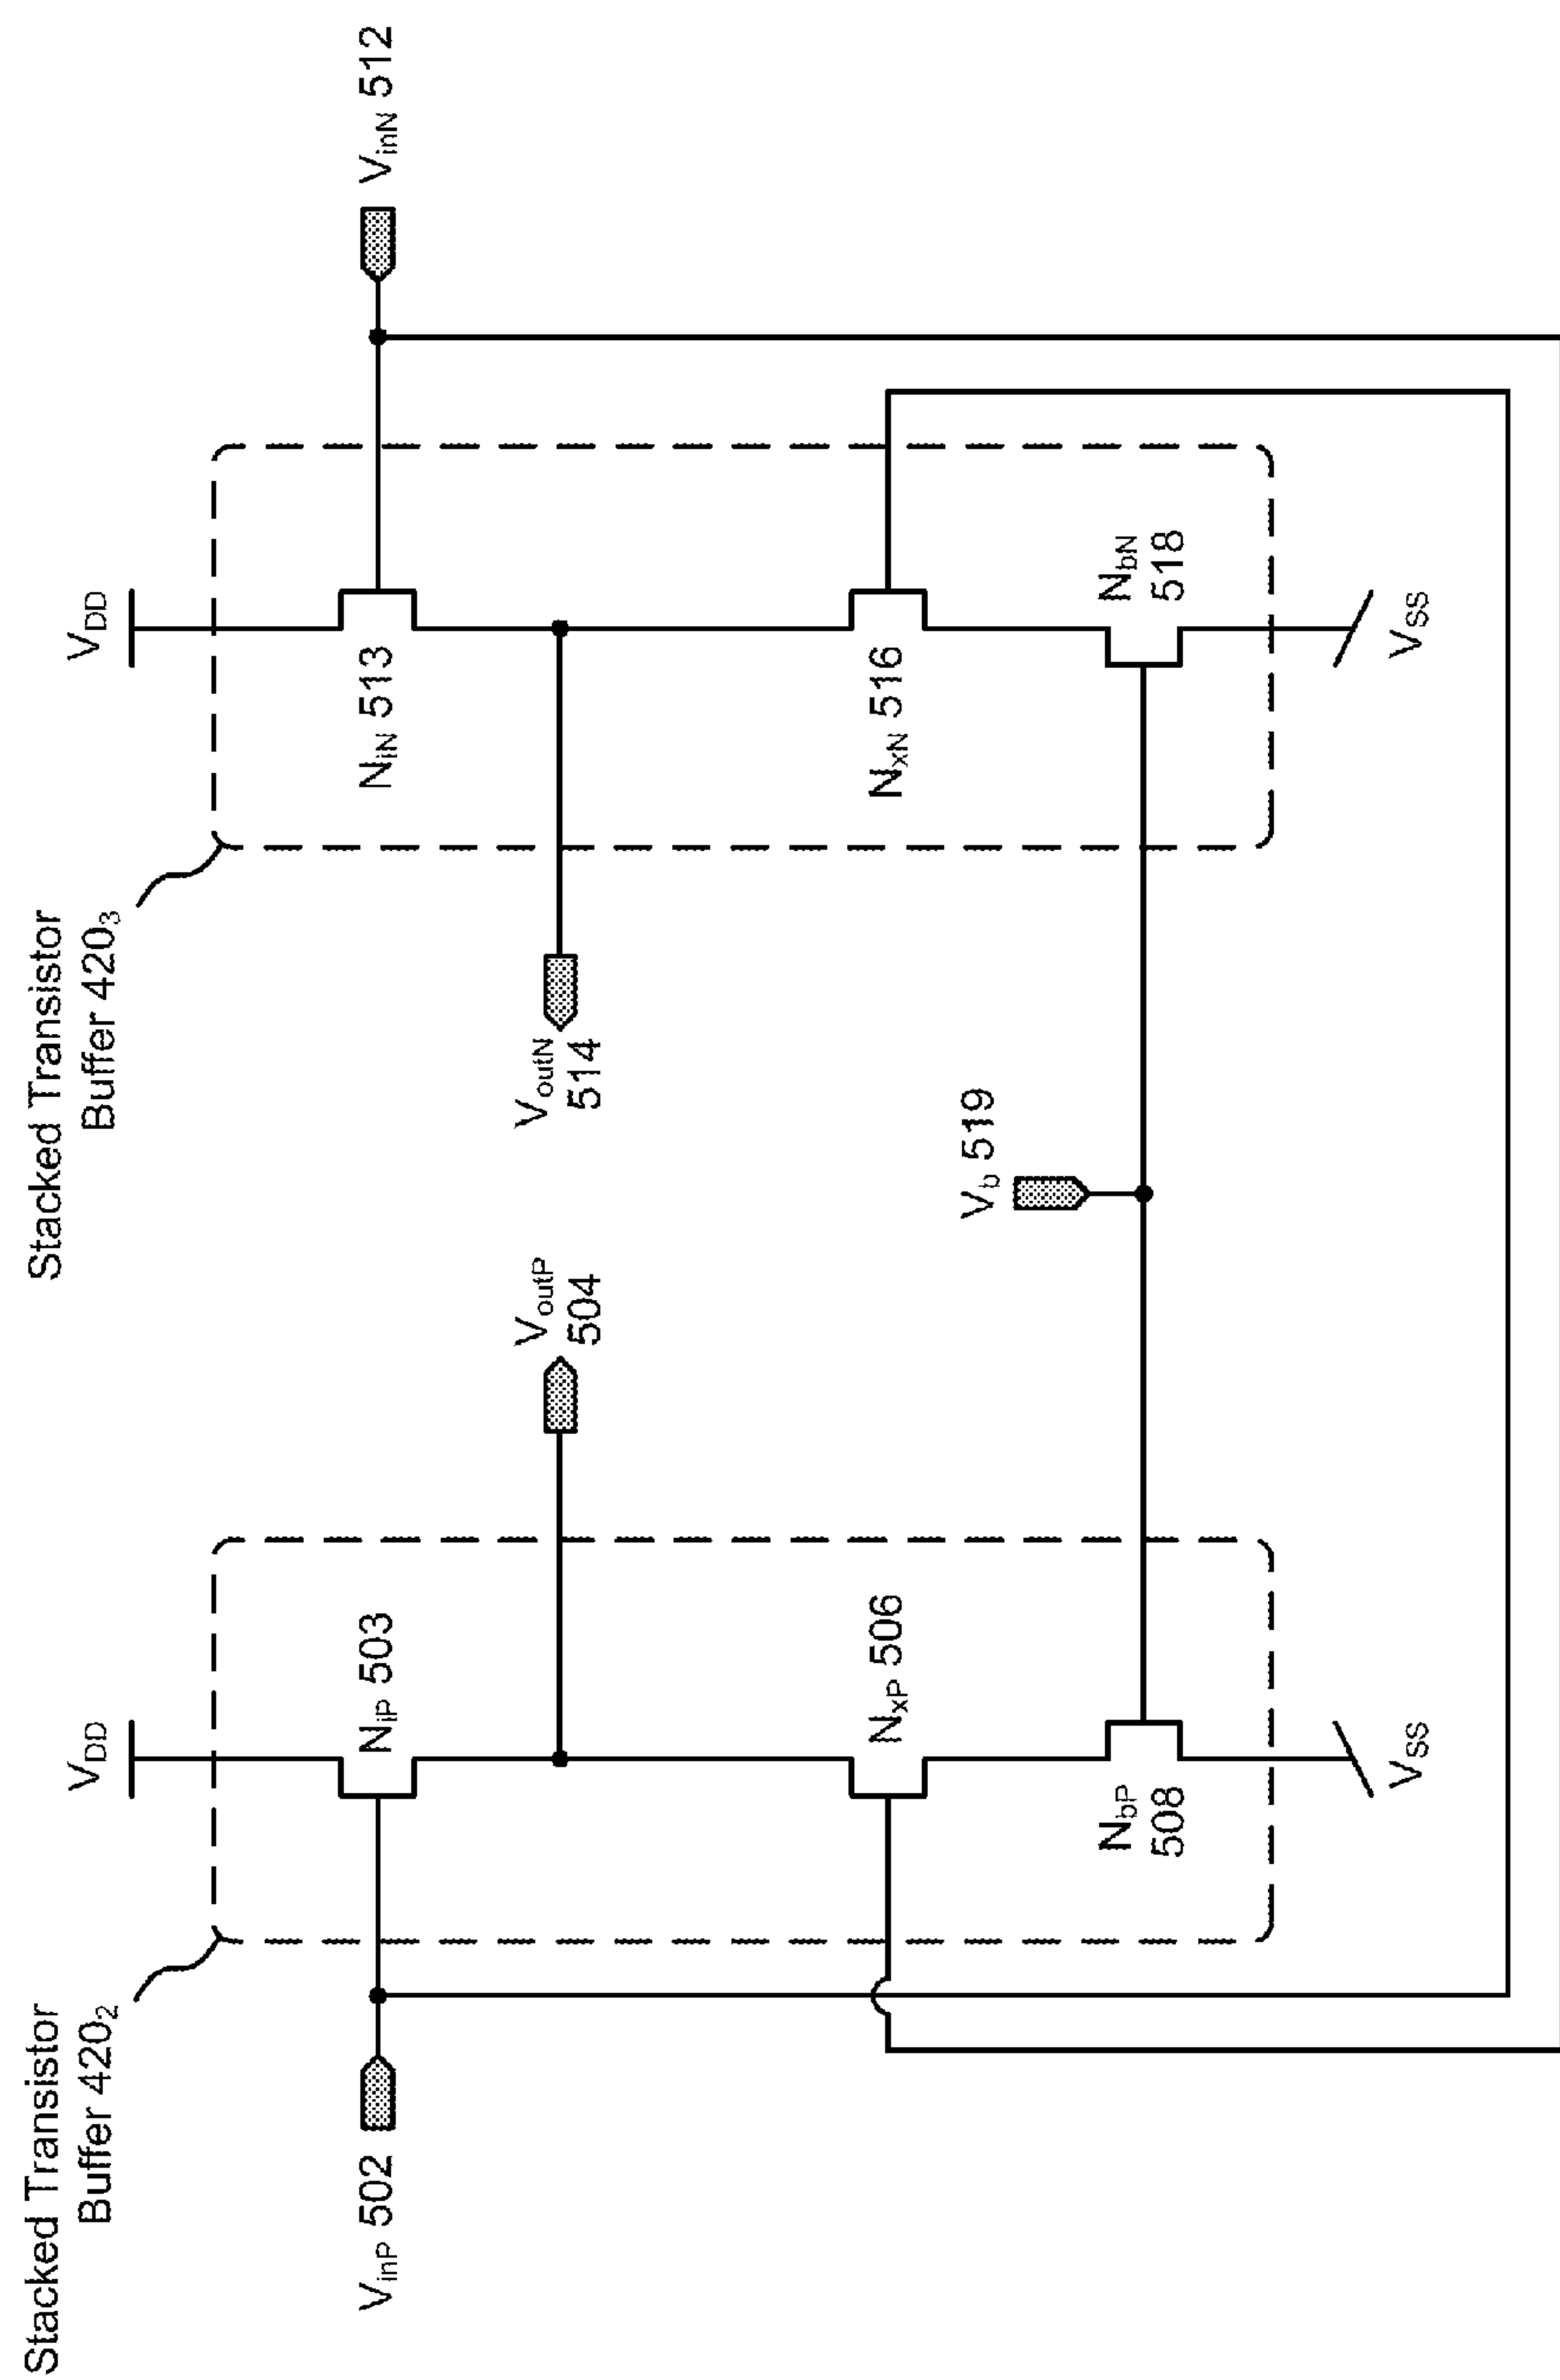 Stacked Transistor
Buffer 420₂
Stacked Transistor
Buffer 420₃
V_DD
V_DD
V_inP 502
N_iP 503
N_iN 513
V_inN 512
V_outP
504
V_outN
514
N_xP 506
N_xN 516
V_b 519
N_bP
508
N_bN
518
V_SS
V_SS